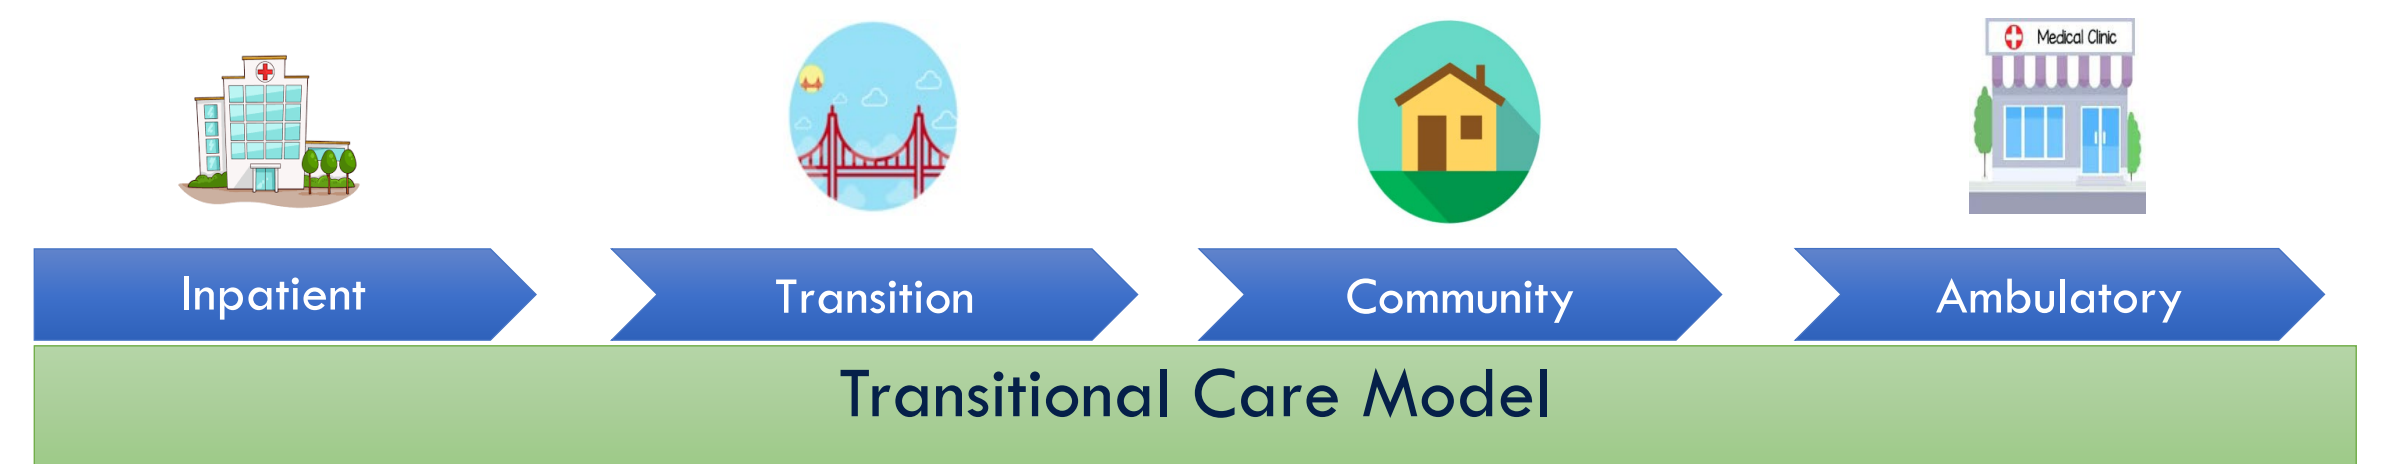 Medical Clinic
Inpatient
Transition
Community
Ambulatory
Transitional Care Model